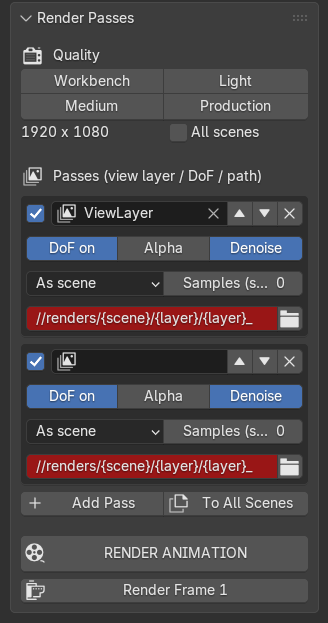 Render Passes
Quality
Workbench Light
Medium Production
1920 x 1080 All scenes
Passes (view layer / DoF / path)
ViewLayer
DoF on Alpha Denoise
As scene Samples (s... 0
//renders/{scene}/{layer}/{layer}_
DoF on Alpha Denoise
As scene Samples (s... 0
//renders/{scene}/{layer}/{layer}_
Add Pass To All Scenes
RENDER ANIMATION
Render Frame 1